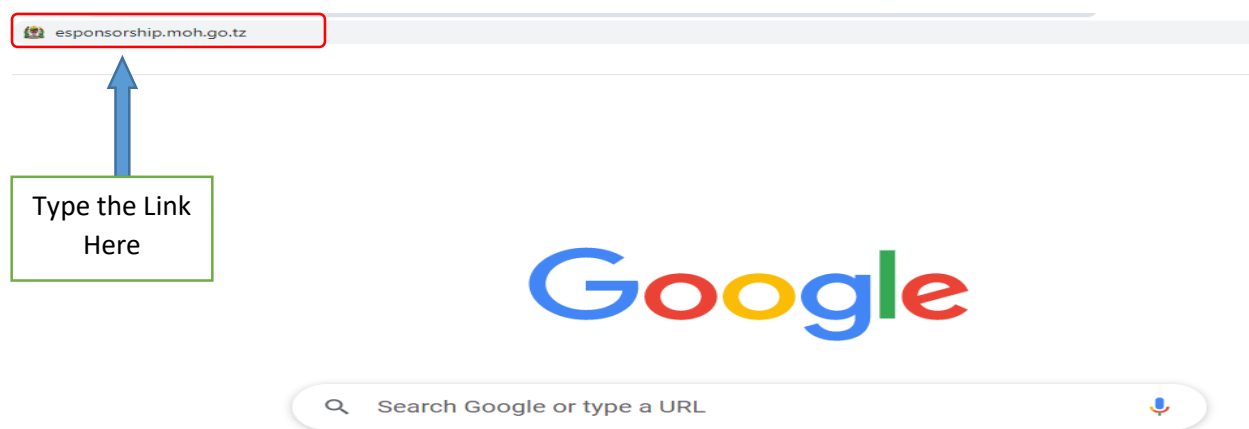 esponsorship.moh.go.tz
Type the Link
Here
Google
Search Google or type a URL